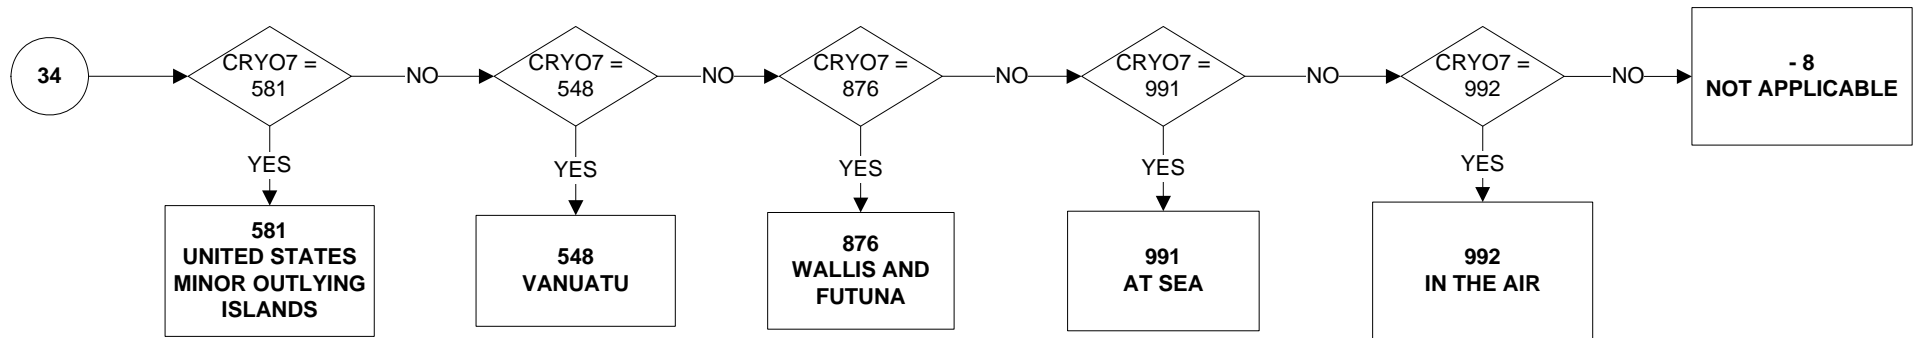 34
CRYO7 =
581
NO
CRYO7 =
548
NO
CRYO7 =
876
NO
CRYO7 =
991
NO
CRYO7 =
992
NO
- 8
NOT APPLICABLE
YES
YES
YES
YES
YES
581
UNITED STATES
MINOR OUTLYING
ISLANDS
548
VANUATU
876
WALLIS AND
FUTUNA
991
AT SEA
992
IN THE AIR